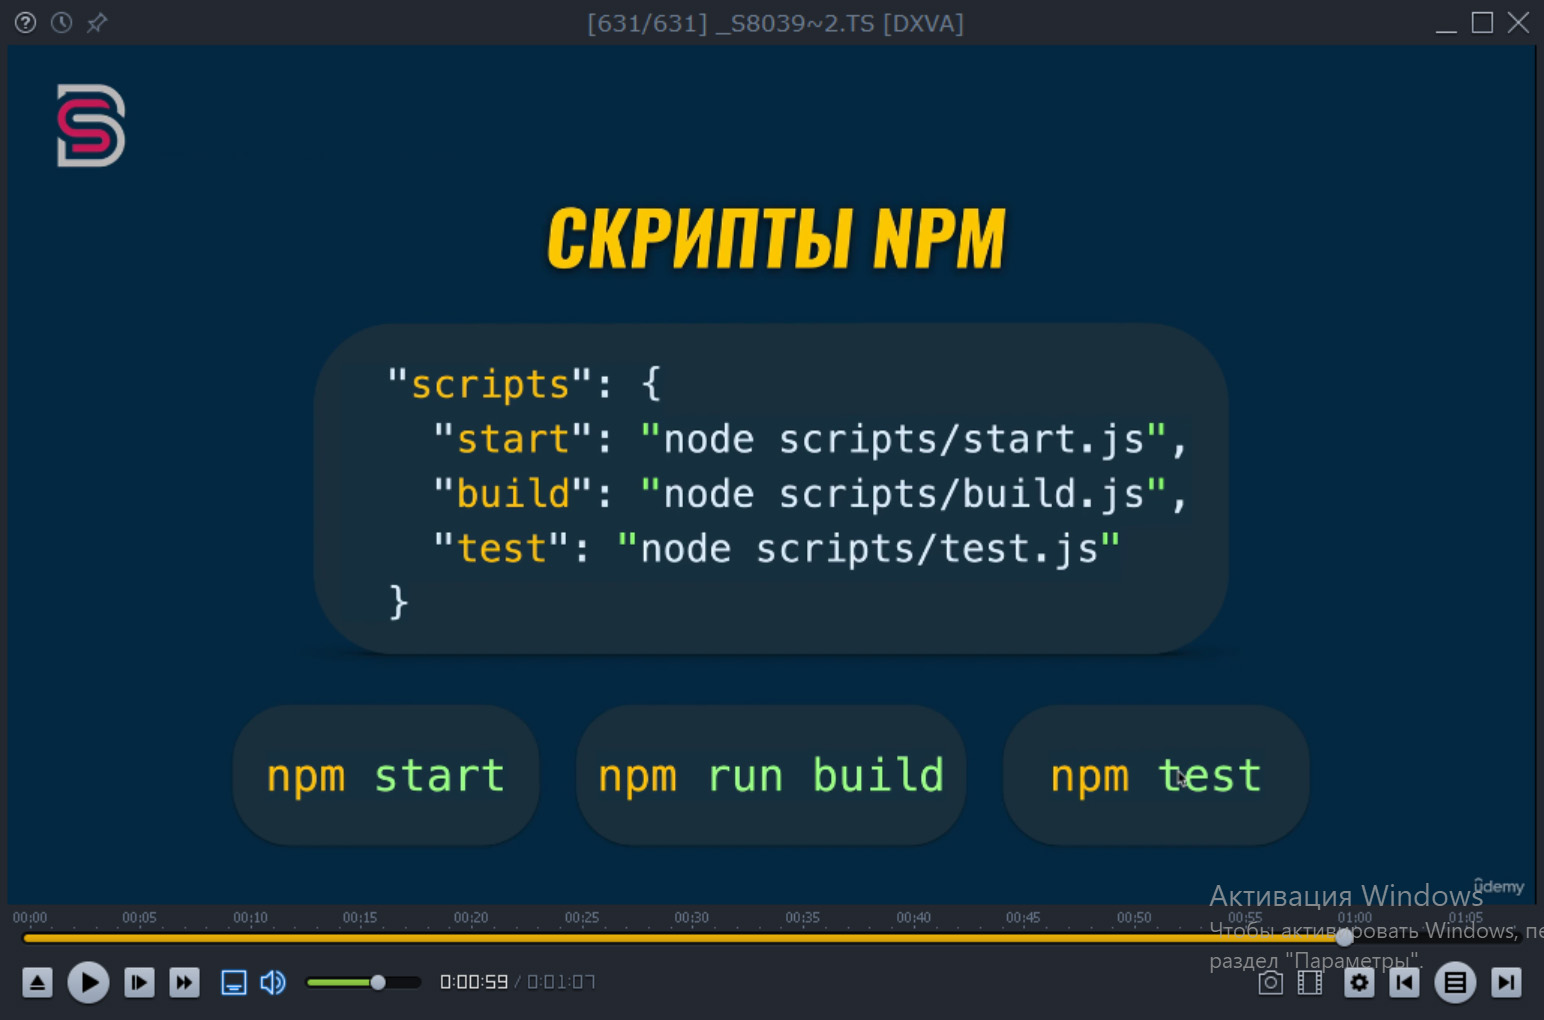 [631/631] _S8039~2.TS [DXVA]
СКРИПТЫ NPM
"scripts": {
"start": "node scripts/start.js",
"build": "node scripts/build.js",
"test": "node scripts/test.js"
}
npm start
npm run build
npm test
ûdemy
Активация Windows
00:00 00:05 00:10 00:15 00:20 00:25 00:30 00:35 00:40 00:45 00:50 00:55 01:00 01:05
Чтобы активировать Windows, пе
раздел "Параметры".
0:00:59 / 0:01:07